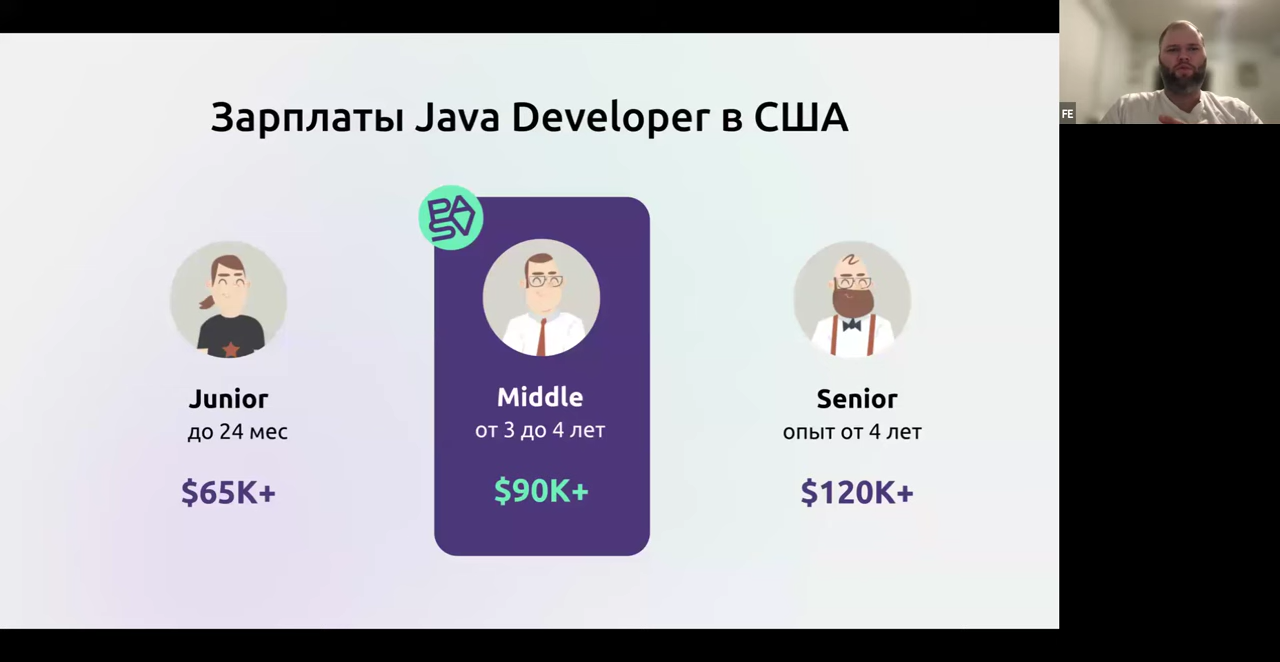 Зарплаты Java Developer в США
FE
PASV
Junior
до 24 мес
$65K+
Middle
от 3 до 4 лет
$90K+
Senior
опыт от 4 лет
$120K+